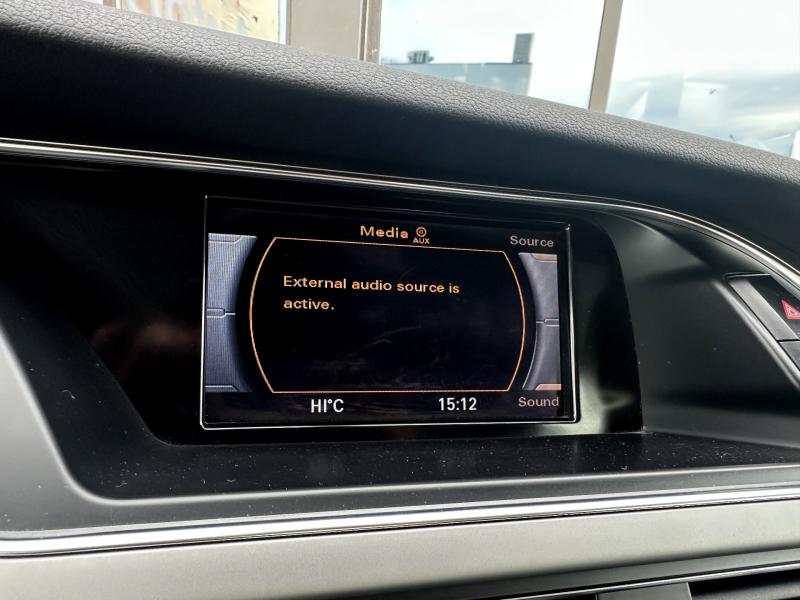 Media AUX
Source
External audio source is
active.
HI°C
15:12
Sound